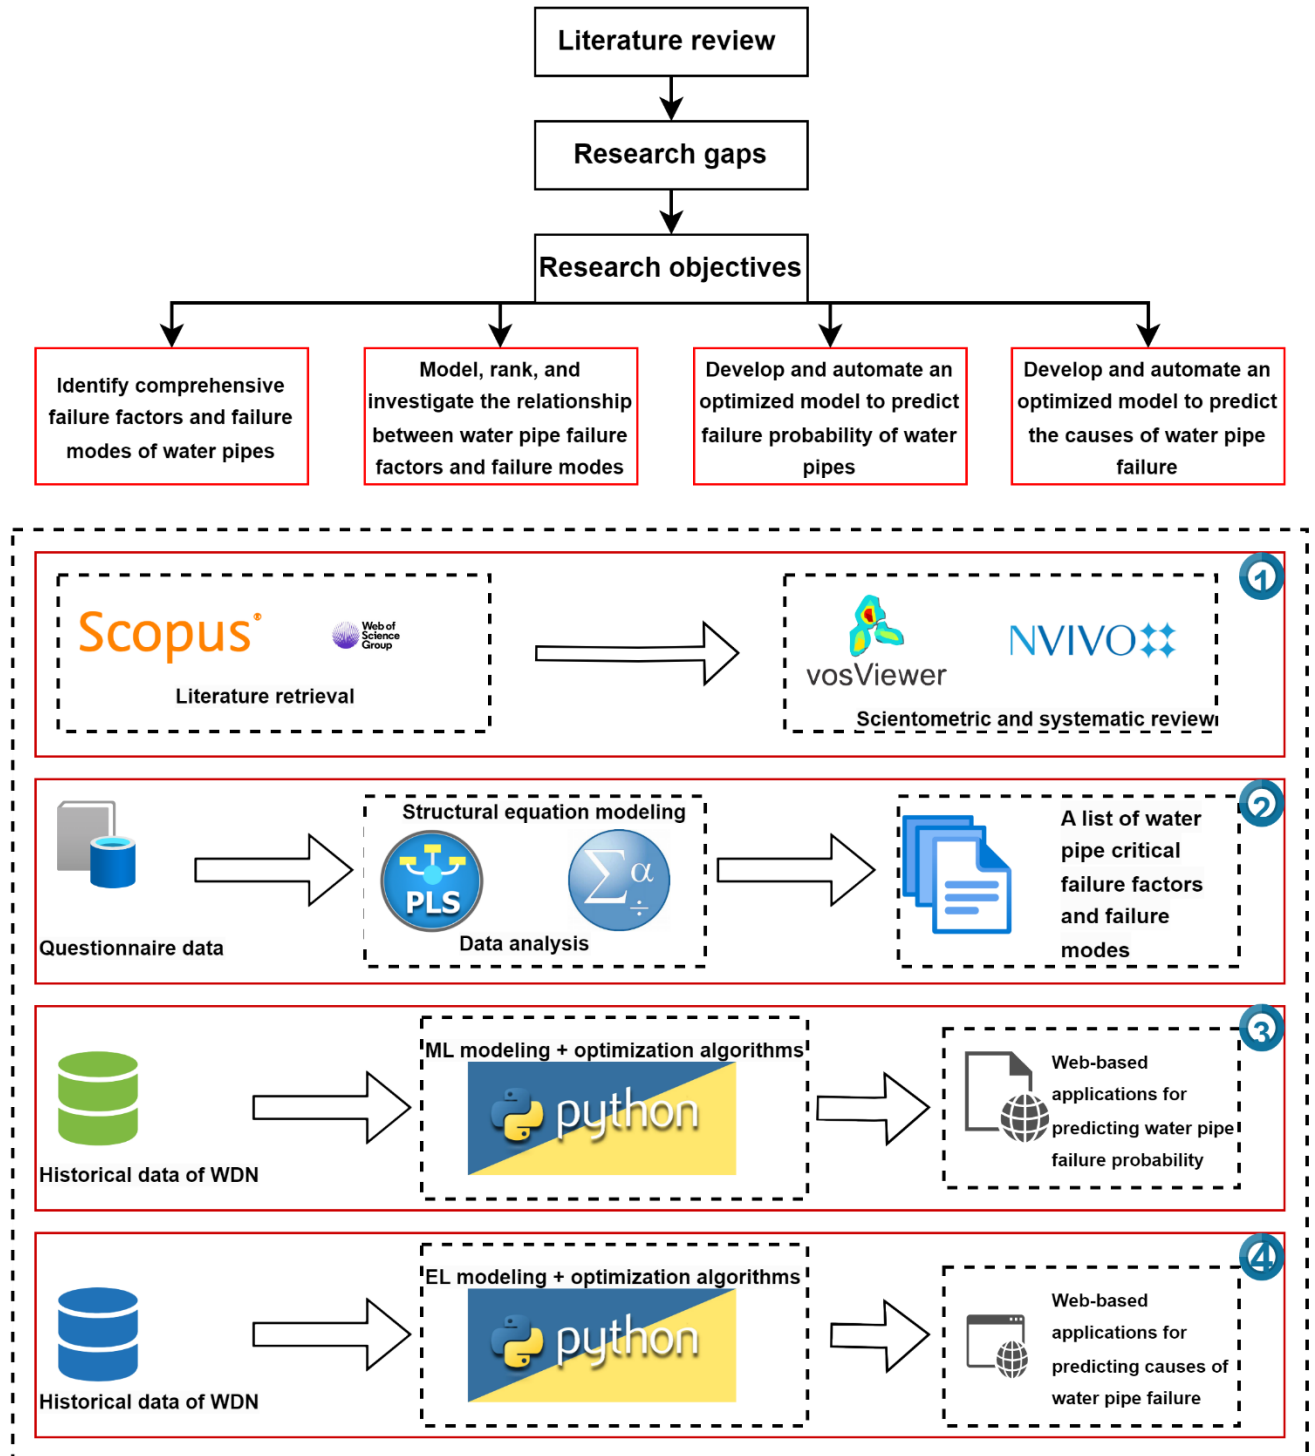 Literature review
Research gaps
Research objectives
Identify comprehensive
failure factors and failure
modes of water pipes
Model, rank, and
investigate the relationship
between water pipe failure
factors and failure modes
Develop and automate an
optimized model to predict
failure probability of water
pipes
Develop and automate an
optimized model to predict
the causes of water pipe
failure
1
Scopus®
Web of
Science
Group
Literature retrieval
vosViewer
NVIVO
Scientometric and systematic review
2
Questionnaire data
Structural equation modeling
PLS
Σ α ÷
Data analysis
A list of water
pipe critical
failure factors
and failure
modes
3
Historical data of WDN
ML modeling + optimization algorithms
python
Web-based
applications for
predicting water pipe
failure probability
4
Historical data of WDN
EL modeling + optimization algorithms
python
Web-based
applications for
predicting causes of
water pipe failure